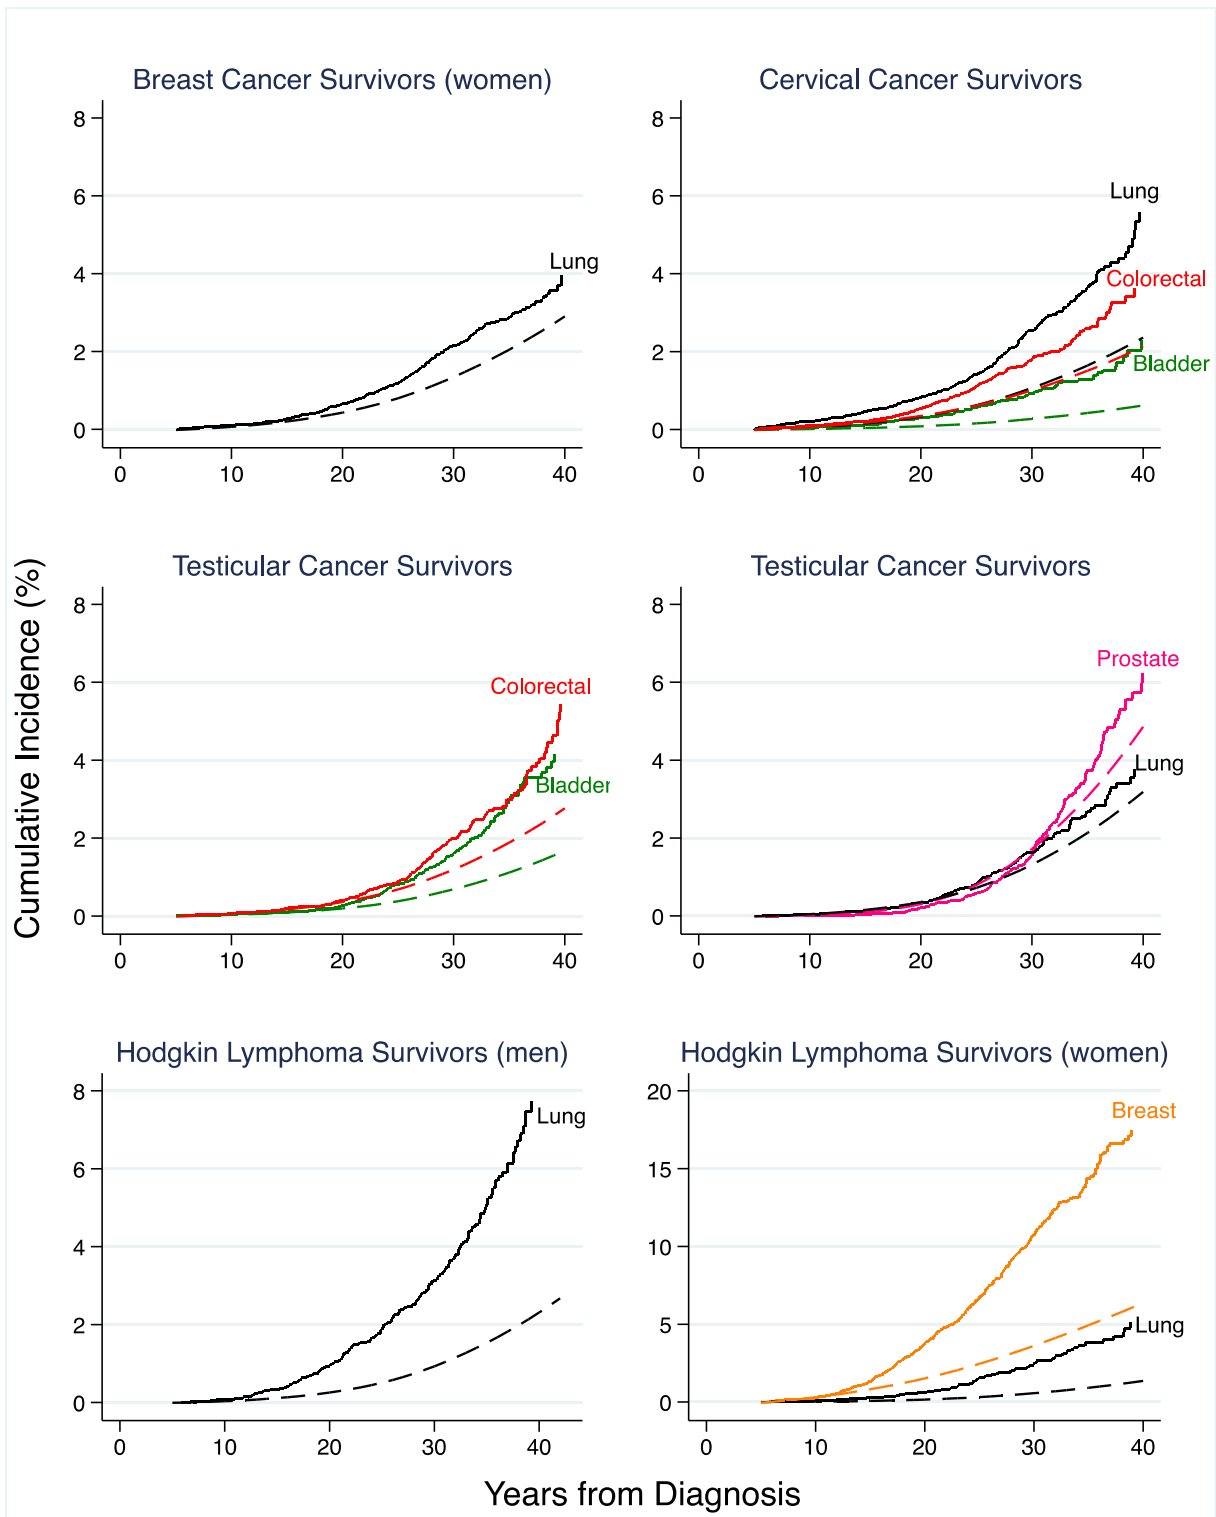 Breast Cancer Survivors (women)
8
6
4
2
0
Lung
0 10 20 30 40
Cervical Cancer Survivors
8
6
4
2
0
Lung
Colorectal
Bladder
0 10 20 30 40
Cumulative Incidence (%)
Testicular Cancer Survivors
8
6
4
2
0
Colorectal
Bladder
0 10 20 30 40
Testicular Cancer Survivors
8
6
4
2
0
Prostate
Lung
0 10 20 30 40
Hodgkin Lymphoma Survivors (men)
8
6
4
2
0
Lung
0 10 20 30 40
Hodgkin Lymphoma Survivors (women)
20
15
10
5
0
Breast
Lung
0 10 20 30 40
Years from Diagnosis